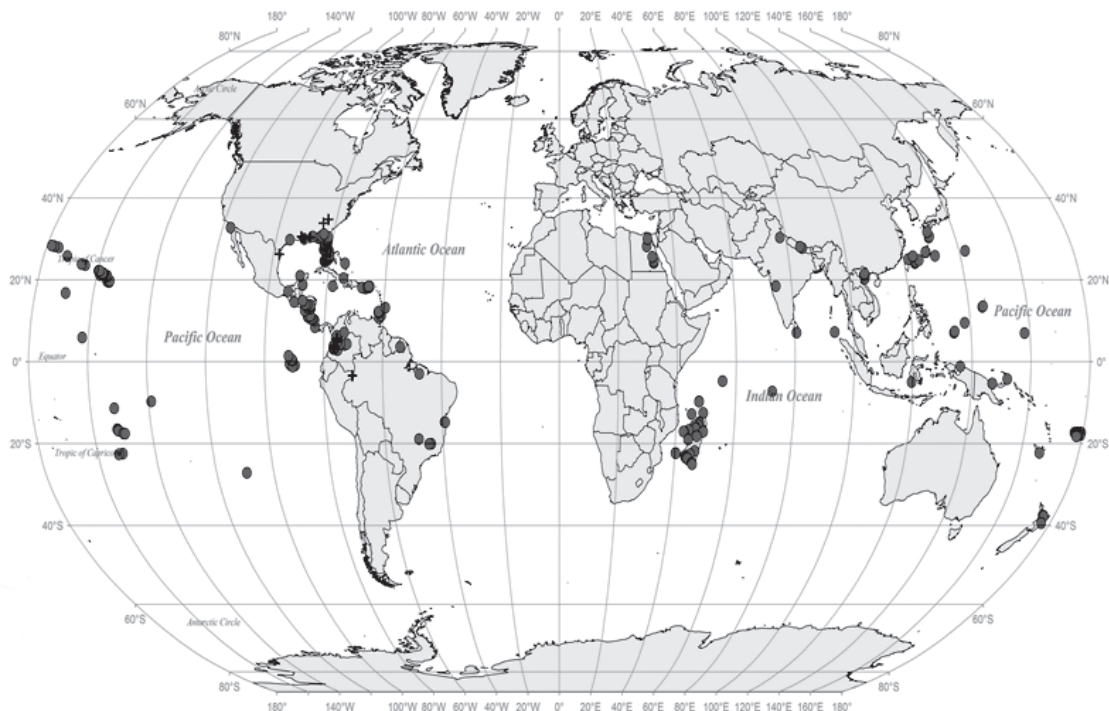 180° 140°W 100°W 80°W 60°W 40°W 20°W 0° 20°E 40°E 60°E 80°E 100°E 120°E 140°E 180°
80°N 80°N
Arctic Circle
60°N 60°N
40°N 40°N
Atlantic Ocean
Tropic of Cancer
20°N 20°N
Pacific Ocean Pacific Ocean
Equator
0° 0°
Indian Ocean
20°S 20°S
Tropic of Capricorn
40°S 40°S
60°S 60°S
Antarctic Circle
80°S 80°S
180° 140°W 100°W 80°W 60°W 40°W 20°W 0° 20°E 40°E 60°E 80°E 100°E 120°E 140°E 180°